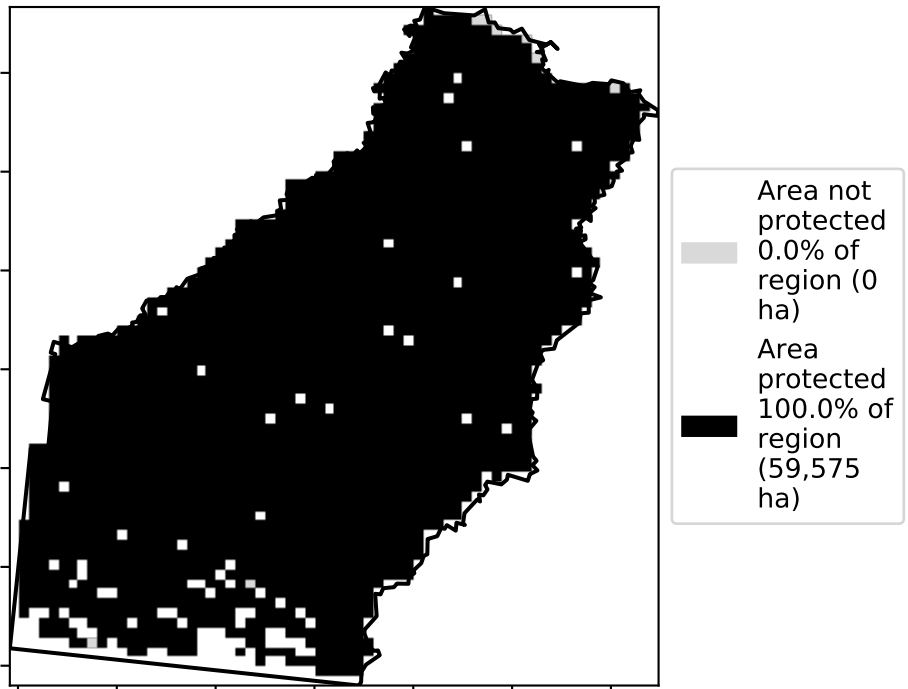 Area not
protected
0.0% of
region (0
ha)
Area
protected
100.0% of
region
(59,575
ha)